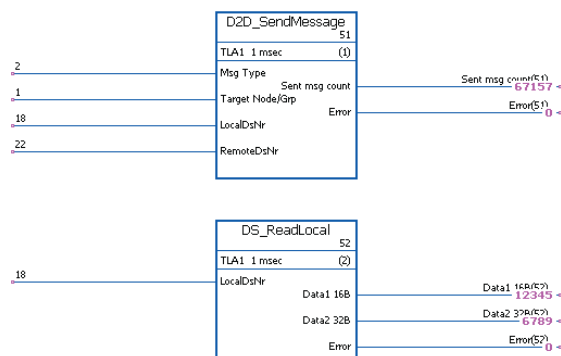 D2D_SendMessage
51
TLA1 1 msec (1)
2 Msg Type
Sent msg count Sent msg count(51) 67157
1 Target Node/Grp
Error Error(51) 0
18 LocalDsNr
22 RemoteDsNr
DS_ReadLocal
52
TLA1 1 msec (2)
18 LocalDsNr
Data1 16B Data1 16B(52) 12345
Data2 32B Data2 32B(52) 6789
Error Error(52) 0